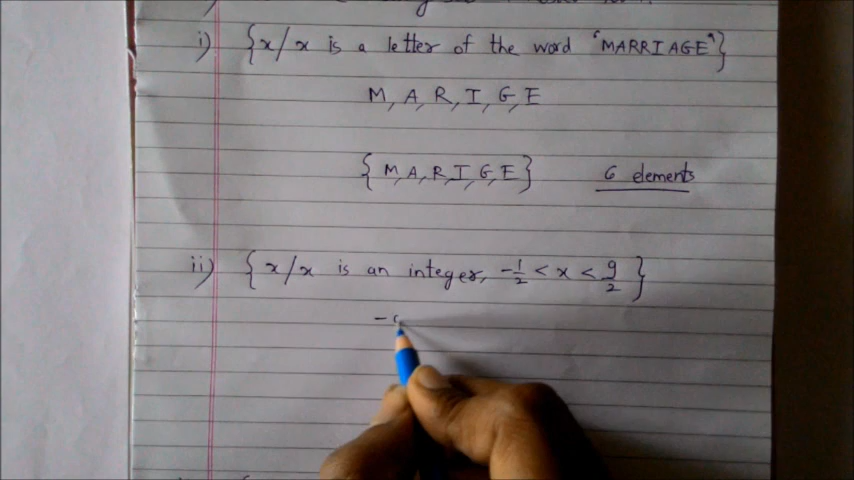 i) {x/x is a letter of the word "MARRIAGE"}
M, A, R, I, G, E
{M, A, R, I, G, E} 6 elements
ii) {x/x is an integer, -1/2 < x < 9/2}
-